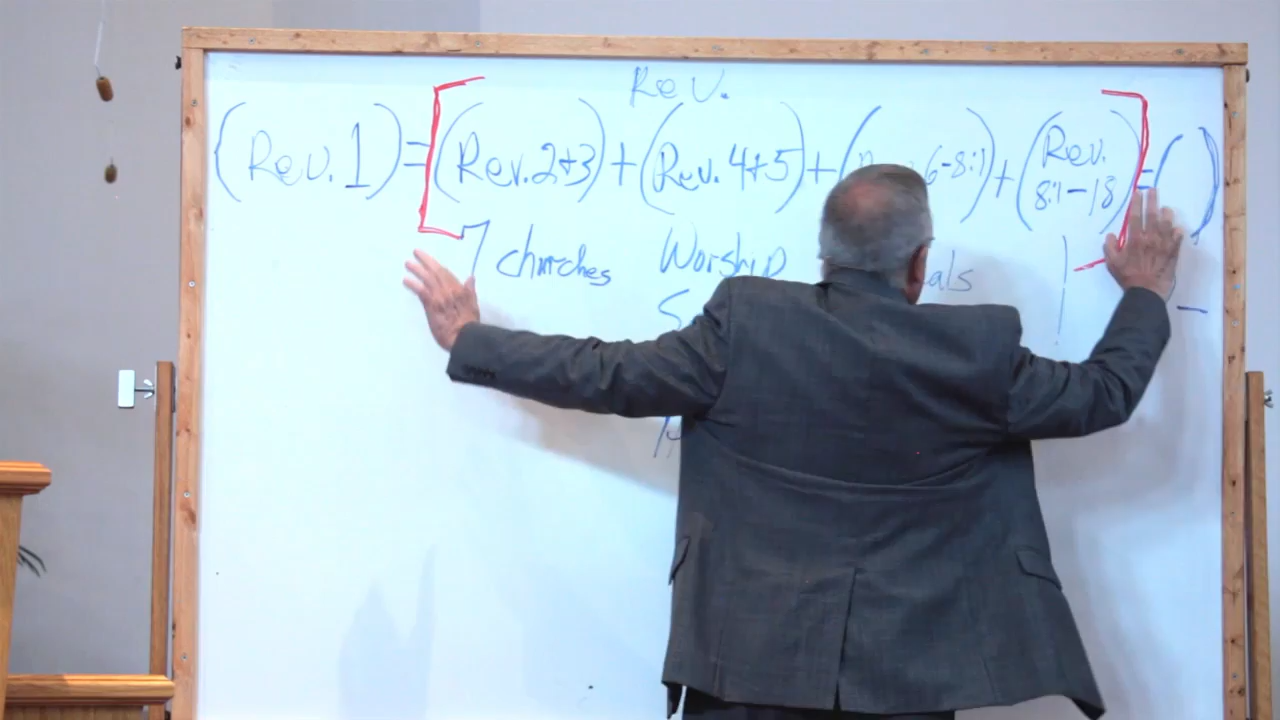 Rev.
(Rev. 1) = [(Rev. 2+3) + (Rev. 4+5) + ( 6-8:1) + (Rev. 8:1-18)] = ( )
7 churches Worship